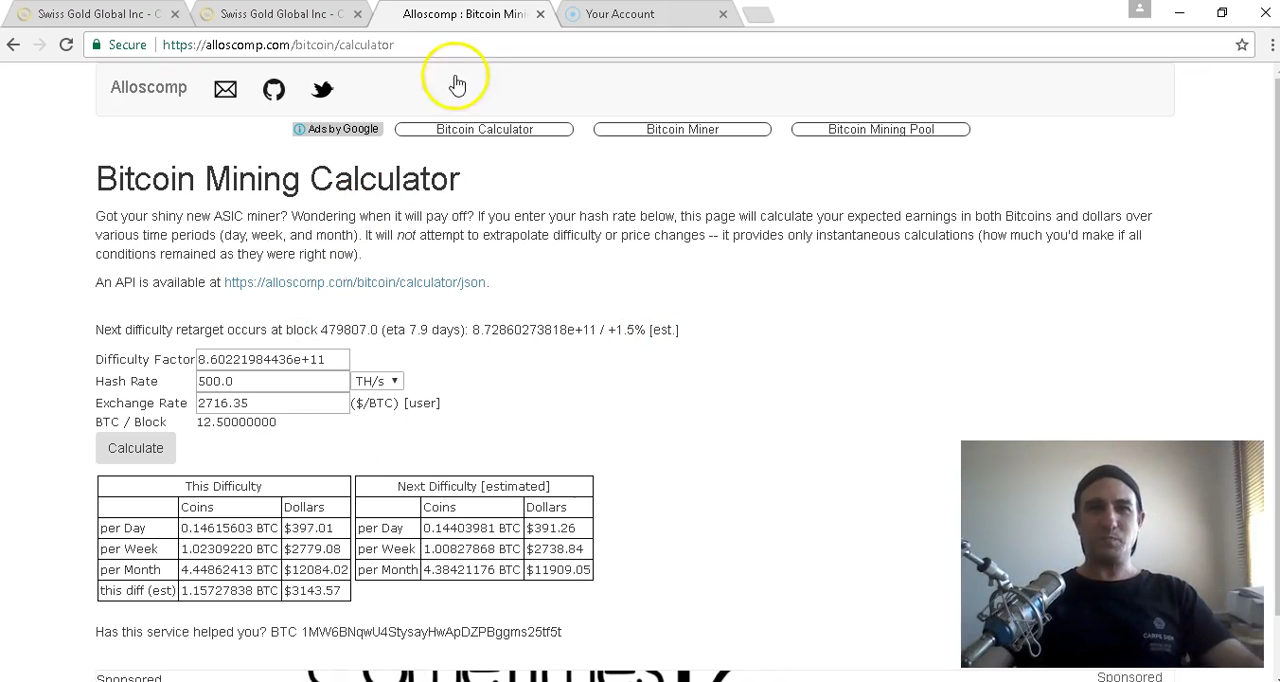 Swiss Gold Global Inc - C
Swiss Gold Global Inc - C
Alloscomp : Bitcoin Mini
Your Account
Secure
https://alloscomp.com/bitcoin/calculator
Alloscomp
Ads by Google
Bitcoin Calculator
Bitcoin Miner
Bitcoin Mining Pool
Bitcoin Mining Calculator
Got your shiny new ASIC miner? Wondering when it will pay off? If you enter your hash rate below, this page will calculate your expected earnings in both Bitcoins and dollars over
various time periods (day, week, and month). It will not attempt to extrapolate difficulty or price changes -- it provides only instantaneous calculations (how much you'd make if all
conditions remained as they were right now).
An API is available at https://alloscomp.com/bitcoin/calculator/json.
Next difficulty retarget occurs at block 479807.0 (eta 7.9 days): 8.72860273818e+11 / +1.5% [est.]
Difficulty Factor 8.60221984436e+11
Hash Rate 500.0 TH/s
Exchange Rate 2716.35 ($/BTC) [user]
BTC / Block 12.50000000
Calculate
This Difficulty Next Difficulty [estimated]
Coins Dollars Coins Dollars
per Day 0.14615603 BTC $397.01 per Day 0.14403981 BTC $391.26
per Week 1.02309220 BTC $2779.08 per Week 1.00827868 BTC $2738.84
per Month 4.44862413 BTC $12084.02 per Month 4.38421176 BTC $11909.05
this diff (est) 1.15727838 BTC $3143.57
Has this service helped you? BTC 1MW6BNqwU4StysayHwApDZPBggms25tf5t
CARPE DIEM
Sponsored
Sponsored